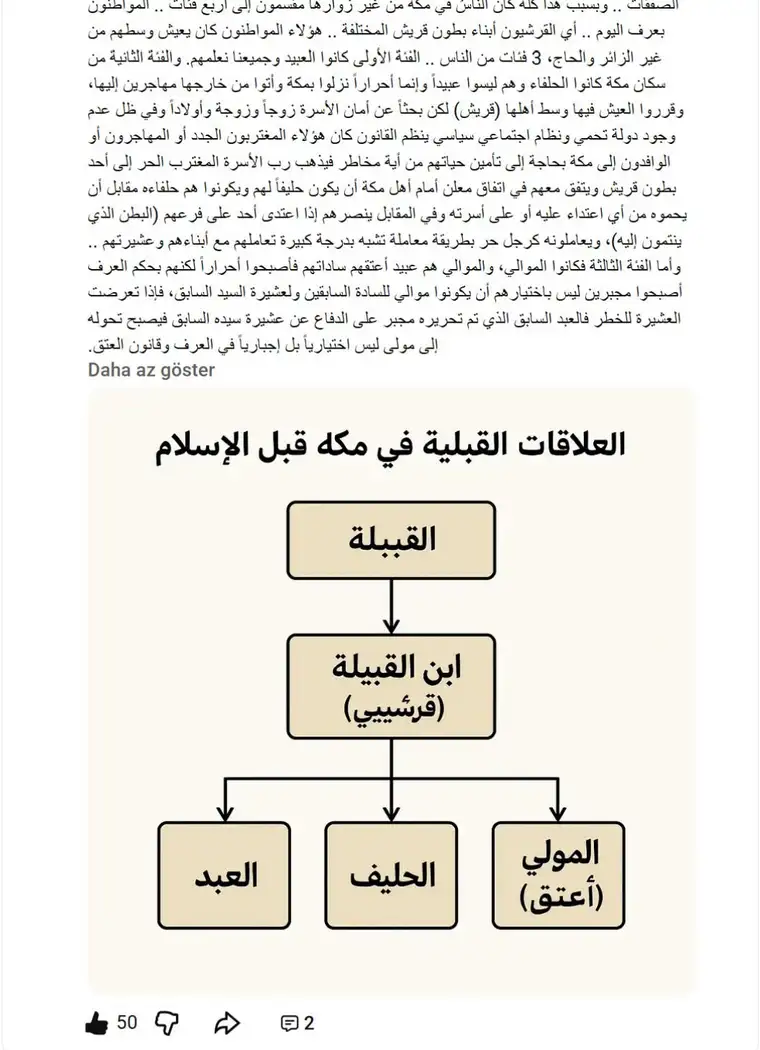 الصفقات .. وبسبب هذا كله كان الناس في مكة من غير زوارها مقسمون إلى أربع فئات .. المواطنون
بعرف اليوم .. أي القرشيون أبناء بطون قريش المختلفة .. هؤلاء المواطنون كان يعيش وسطهم من
غير الزائر والحاج، 3 فئات من الناس .. الفئة الأولى كانوا العبيد وجميعنا نعلمهم. والفئة الثانية من
سكان مكة كانوا الحلفاء وهم ليسوا عبيداً وإنما أحراراً نزلوا بمكة وأتوا من خارجها مهاجرين إليها،
وقرروا العيش فيها وسط أهلها (قريش) لكن بحثاً عن أمان الأسرة زوجاً وزوجة وأولاداً وفي ظل عدم
وجود دولة تحمي ونظام اجتماعي سياسي ينظم القانون كان هؤلاء المغتربون الجدد أو المهاجرون أو
الوافدون إلى مكة بحاجة إلى تأمين حياتهم من أية مخاطر فيذهب رب الأسرة المغترب الحر إلى أحد
بطون قريش ويتفق معهم في اتفاق معلن أمام أهل مكة أن يكون حليفاً لهم ويكونوا هم حلفاءه مقابل أن
يحموه من أي اعتداء عليه أو على أسرته وفي المقابل ينصرهم إذا اعتدى أحد على فرعهم (البطن الذي
ينتمون إليه)، ويعاملونه كرجل حر بطريقة معاملة تشبه بدرجة كبيرة تعاملهم مع أبناءهم وعشيرتهم ..
وأما الفئة الثالثة فكانوا الموالي، والموالي هم عبيد أعتقهم ساداتهم فأصبحوا أحراراً لكنهم بحكم العرف
أصبحوا مجبرين ليس باختيارهم أن يكونوا موالي للسادة السابقين ولعشيرة السيد السابق، فإذا تعرضت
العشيرة للخطر فالعبد السابق الذي تم تحريره مجبر على الدفاع عن عشيرة سيده السابق فيصبح تحوله
إلى مولى ليس اختيارياً بل إجبارياً في العرف وقانون العتق.
Daha az göster
العلاقات القبلية في مكه قبل الإسلام
القببلة
ابن القبيلة
(قرشييي)
المولي
(أعتق)
الحليف
العبد
50
2